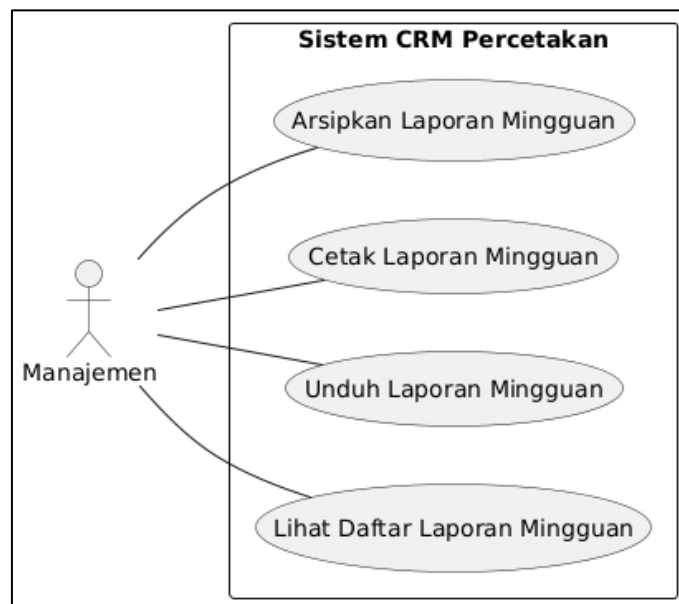 Sistem CRM Percetakan
Arsipkan Laporan Mingguan
Cetak Laporan Mingguan
Manajemen
Unduh Laporan Mingguan
Lihat Daftar Laporan Mingguan